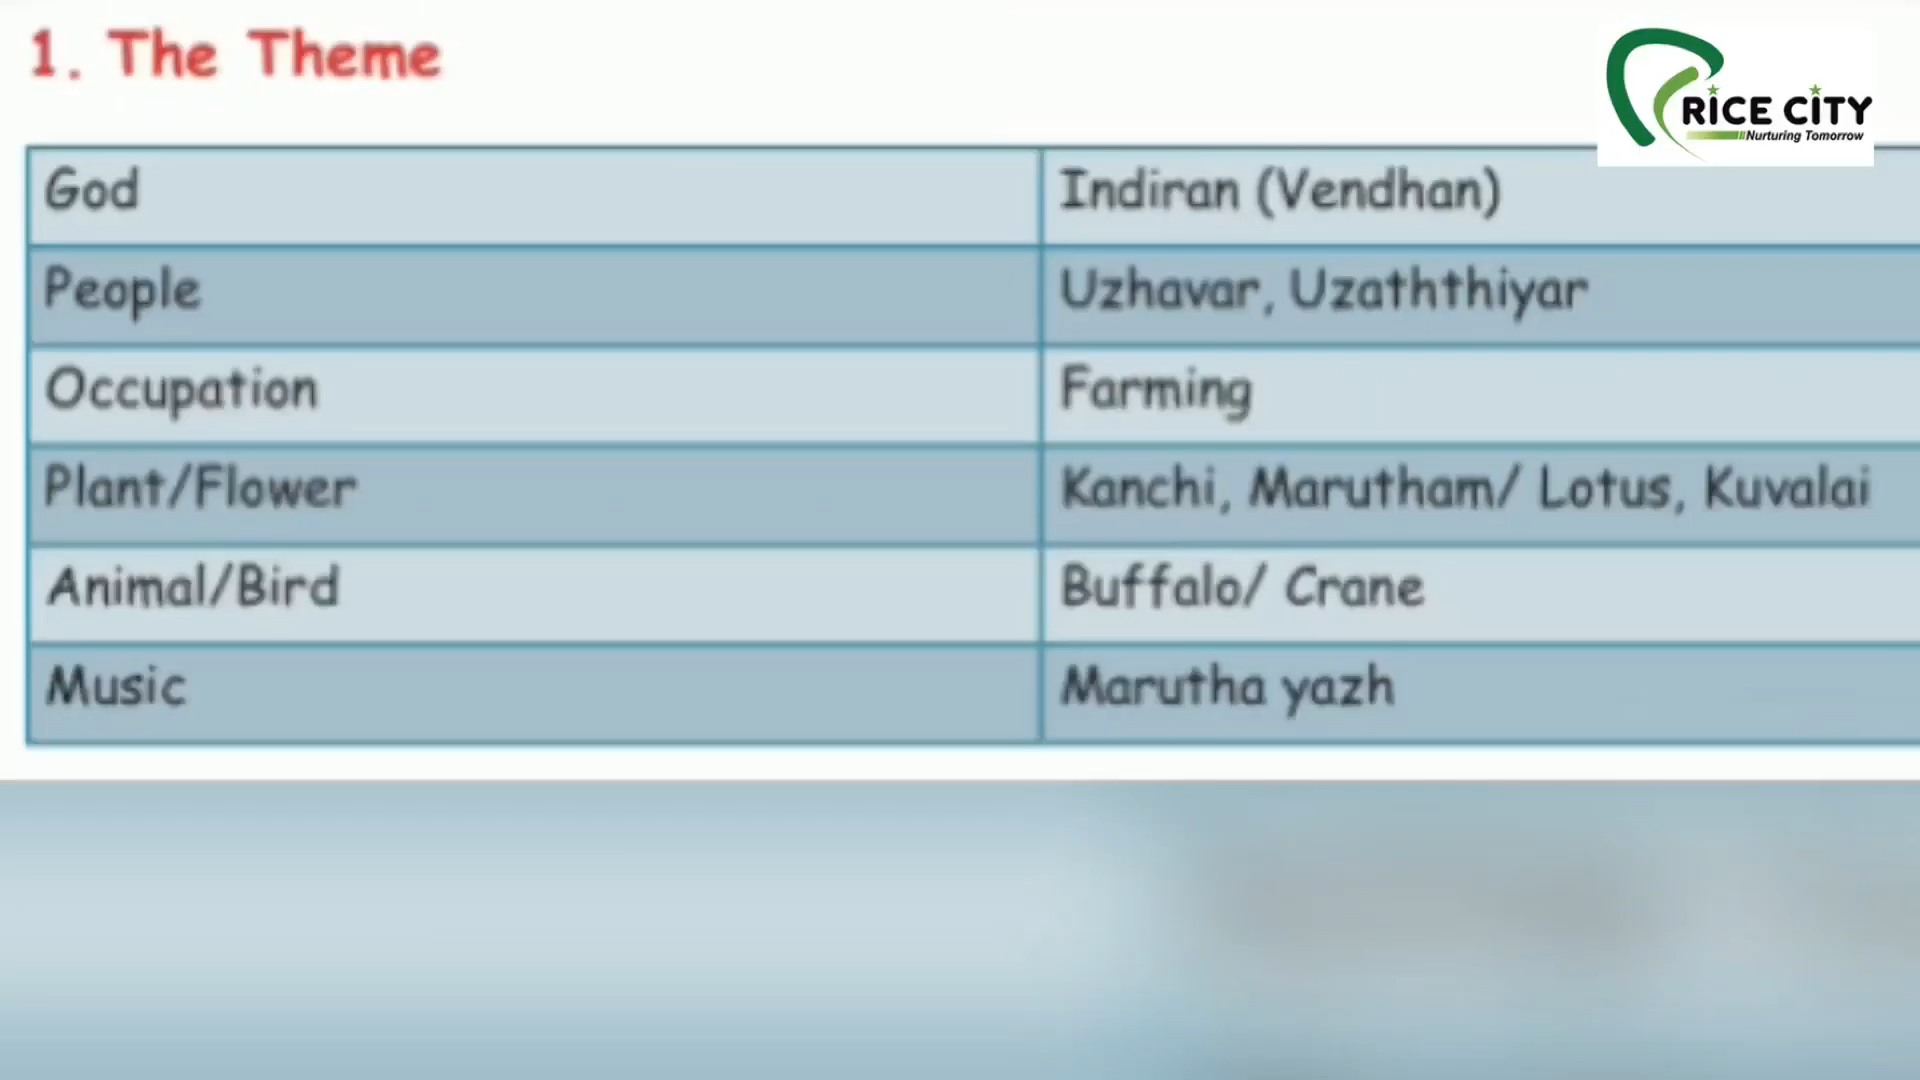 1. The Theme
RiCE CiTY
Nurturing Tomorrow
God Indiran (Vendhan)
People Uzhavar, Uzaththiyar
Occupation Farming
Plant/Flower Kanchi, Marutham/ Lotus, Kuvalai
Animal/Bird Buffalo/ Crane
Music Marutha yazh